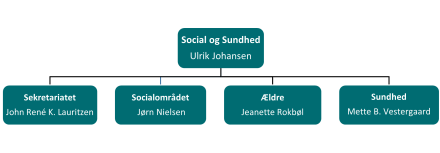 Social og Sundhed
Ulrik Johansen
Sekretariatet
John René K. Lauritzen
Socialområdet
Jørn Nielsen
Ældre
Jeanette Rokbøl
Sundhed
Mette B. Vestergaard